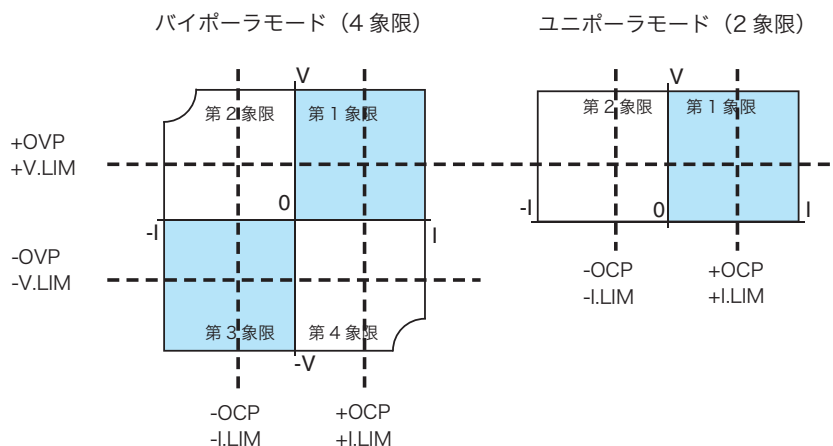 バイポーラモード（4 象限）
V
第 2 象限
第 1 象限
+OVP
+V.LIM
0
-I
I
-OVP
-V.LIM
第 3 象限
第 4 象限
-V
-OCP
-I.LIM
+OCP
+I.LIM
ユニポーラモード（2 象限）
V
第 2 象限
第 1 象限
-I
0
I
-OCP
-I.LIM
+OCP
+I.LIM